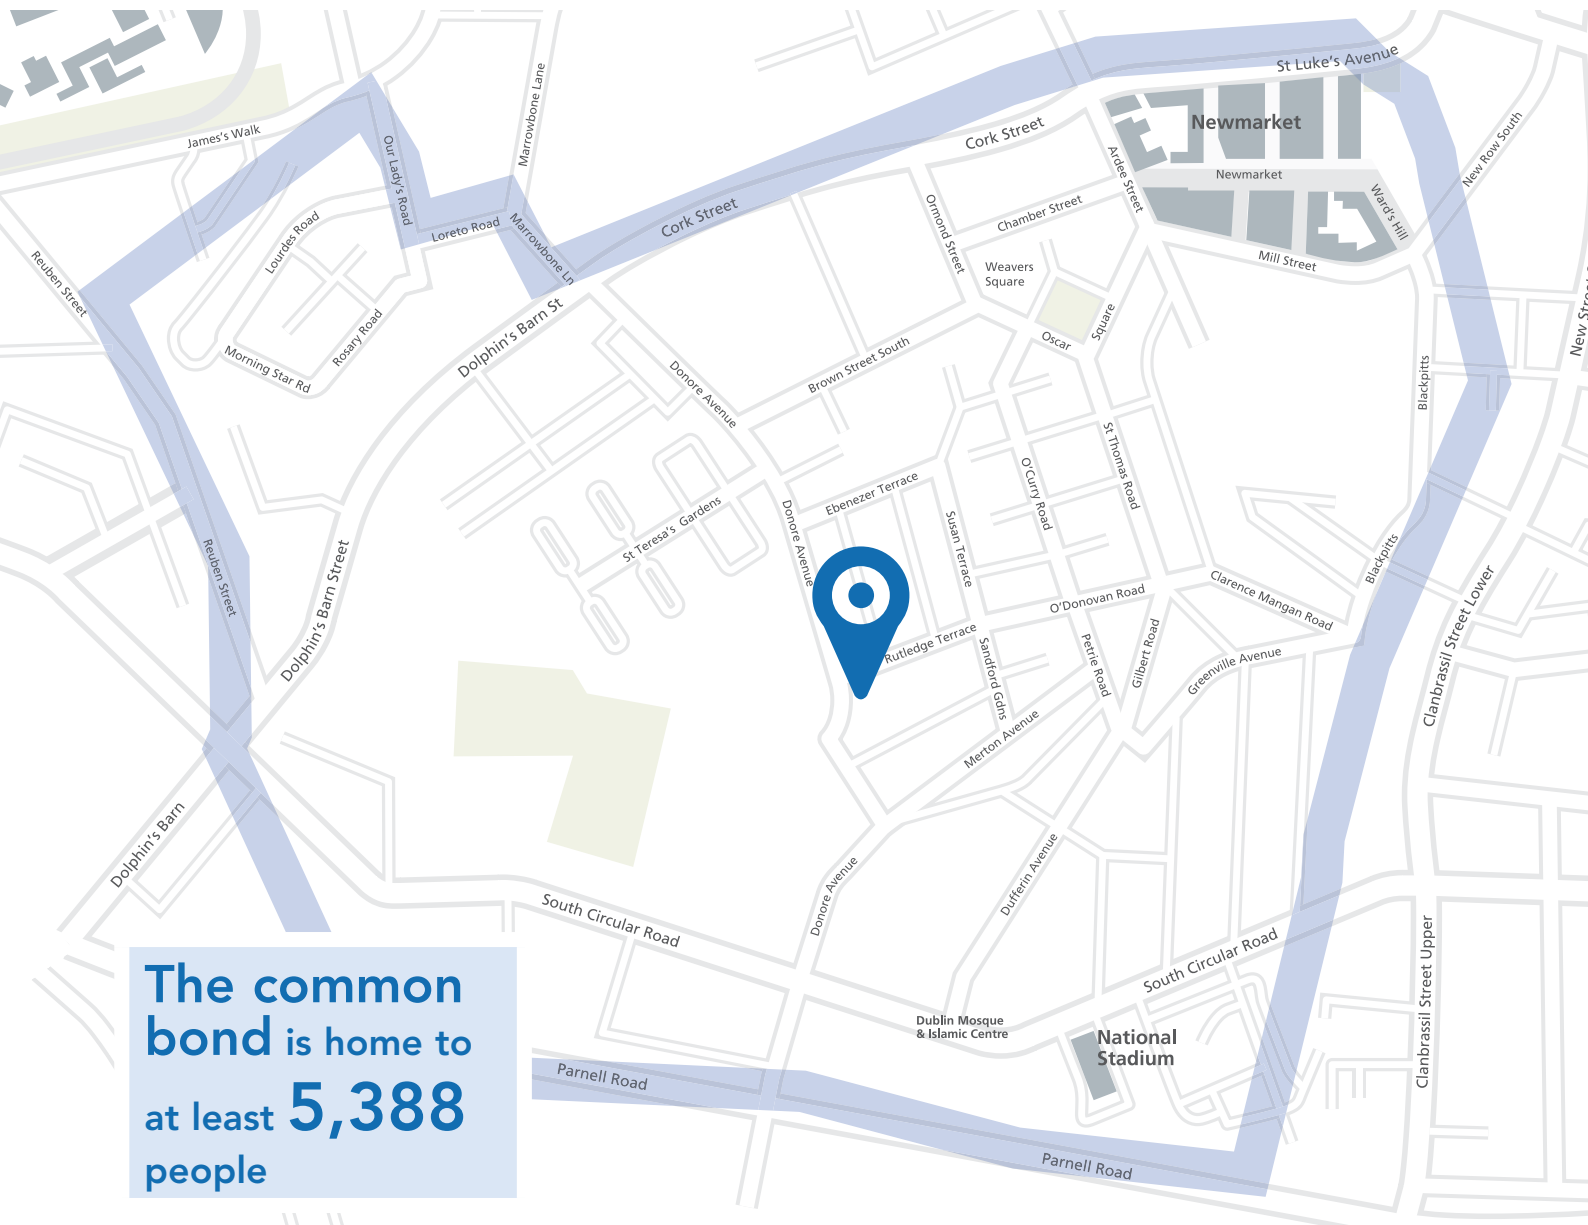 St Luke's Avenue
Newmarket
James's Walk
Marrowbone Lane
Our Lady's Road
Cork Street
Ardee Street
Newmarket
New Row South
Ward's Hill
Lourdes Road
Loreto Road
Marrowbone Ln
Cork Street
Ormond Street
Chamber Street
Mill Street
Reuben Street
Weavers
Square
New Street
Dolphin's Barn St
Rosary Road
Oscar
Square
Morning Star Rd
Donore Avenue
Brown Street South
Blackpitts
St Thomas Road
O'Curry Road
Ebenezer Terrace
St Teresa's Gardens
Donore Avenue
Susan Terrace
Reuben Street
Dolphin's Barn Street
Blackpitts
Clarence Mangan Road
O'Donovan Road
Clanbrassil Street Lower
Rutledge Terrace
Sandford Gdns
Petrie Road
Gilbert Road
Greenville Avenue
Merton Avenue
Dolphin's Barn
Donore Avenue
Dufferin Avenue
South Circular Road
South Circular Road
Clanbrassil Street Upper
Dublin Mosque
& Islamic Centre
National
Stadium
Parnell Road
Parnell Road
The common
bond is home to
at least 5,388
people